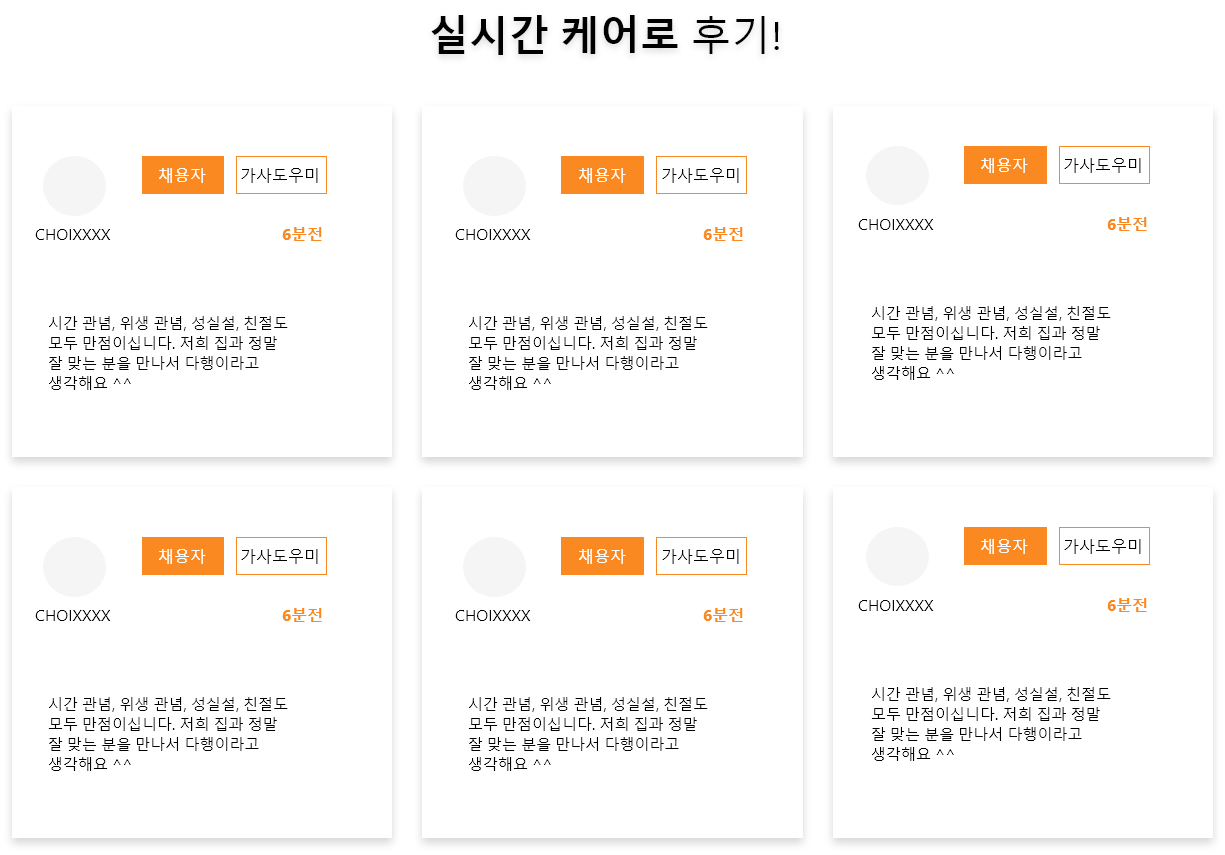 실시간 케어로 후기!
채용자 가사도우미
CHOIXXXX 6분전
시간 관념, 위생 관념, 성실설, 친절도
모두 만점이십니다. 저희 집과 정말
잘 맞는 분을 만나서 다행이라고
생각해요 ^^
채용자 가사도우미
CHOIXXXX 6분전
시간 관념, 위생 관념, 성실설, 친절도
모두 만점이십니다. 저희 집과 정말
잘 맞는 분을 만나서 다행이라고
생각해요 ^^
채용자 가사도우미
CHOIXXXX 6분전
시간 관념, 위생 관념, 성실설, 친절도
모두 만점이십니다. 저희 집과 정말
잘 맞는 분을 만나서 다행이라고
생각해요 ^^
채용자 가사도우미
CHOIXXXX 6분전
시간 관념, 위생 관념, 성실설, 친절도
모두 만점이십니다. 저희 집과 정말
잘 맞는 분을 만나서 다행이라고
생각해요 ^^
채용자 가사도우미
CHOIXXXX 6분전
시간 관념, 위생 관념, 성실설, 친절도
모두 만점이십니다. 저희 집과 정말
잘 맞는 분을 만나서 다행이라고
생각해요 ^^
채용자 가사도우미
CHOIXXXX 6분전
시간 관념, 위생 관념, 성실설, 친절도
모두 만점이십니다. 저희 집과 정말
잘 맞는 분을 만나서 다행이라고
생각해요 ^^